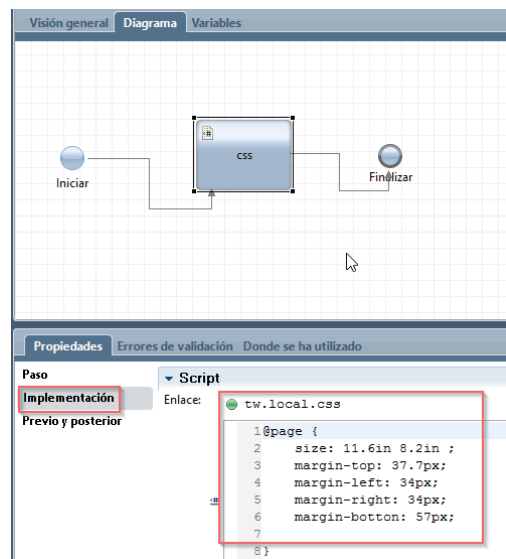 Visión general Diagrama Variables
css
Iniciar
Finalizar
Propiedades Errores de validación Donde se ha utilizado
Paso
Implementación
Previo y posterior
Script
Enlace:
tw.local.css
1 @page {
2 size: 11.6in 8.2in ;
3 margin-top: 37.7px;
4 margin-left: 34px;
5 margin-right: 34px;
6 margin-botton: 57px;
7
8 }